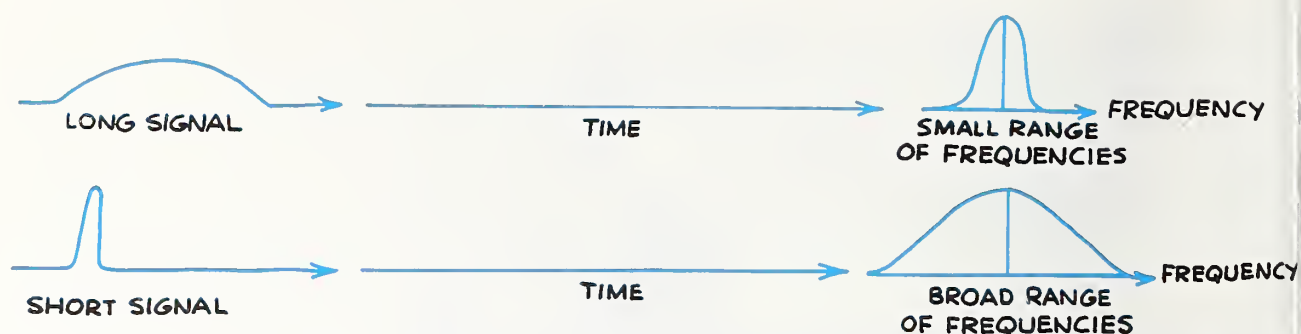 LONG SIGNAL
TIME
FREQUENCY
SMALL RANGE
OF FREQUENCIES
SHORT SIGNAL
TIME
FREQUENCY
BROAD RANGE
OF FREQUENCIES